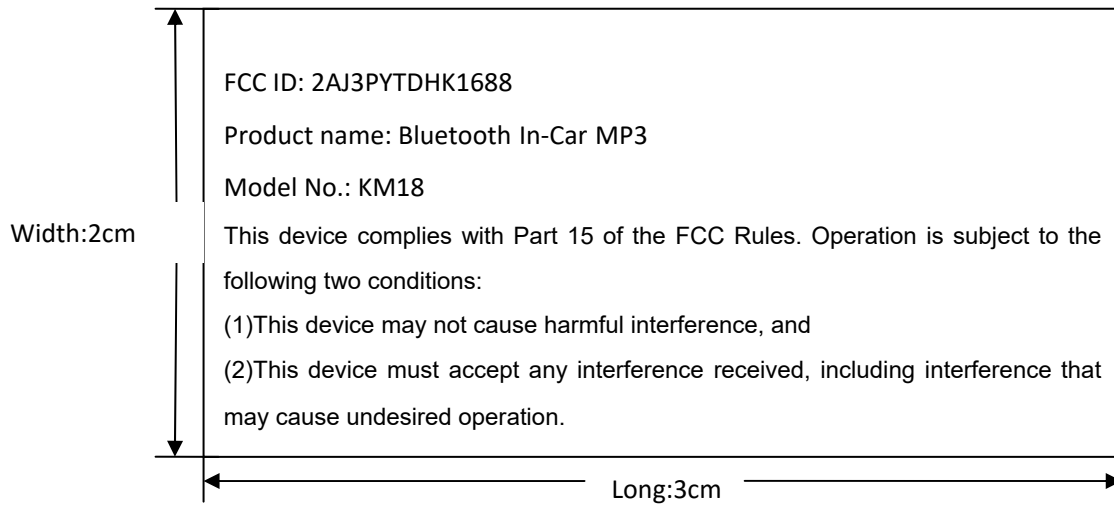 FCC ID: 2AJ3PYTDHK1688
Product name: Bluetooth In-Car MP3
Model No.: KM18
Width:2cm
This device complies with Part 15 of the FCC Rules. Operation is subject to the
following two conditions:
(1)This device may not cause harmful interference, and
(2)This device must accept any interference received, including interference that
may cause undesired operation.
Long:3cm